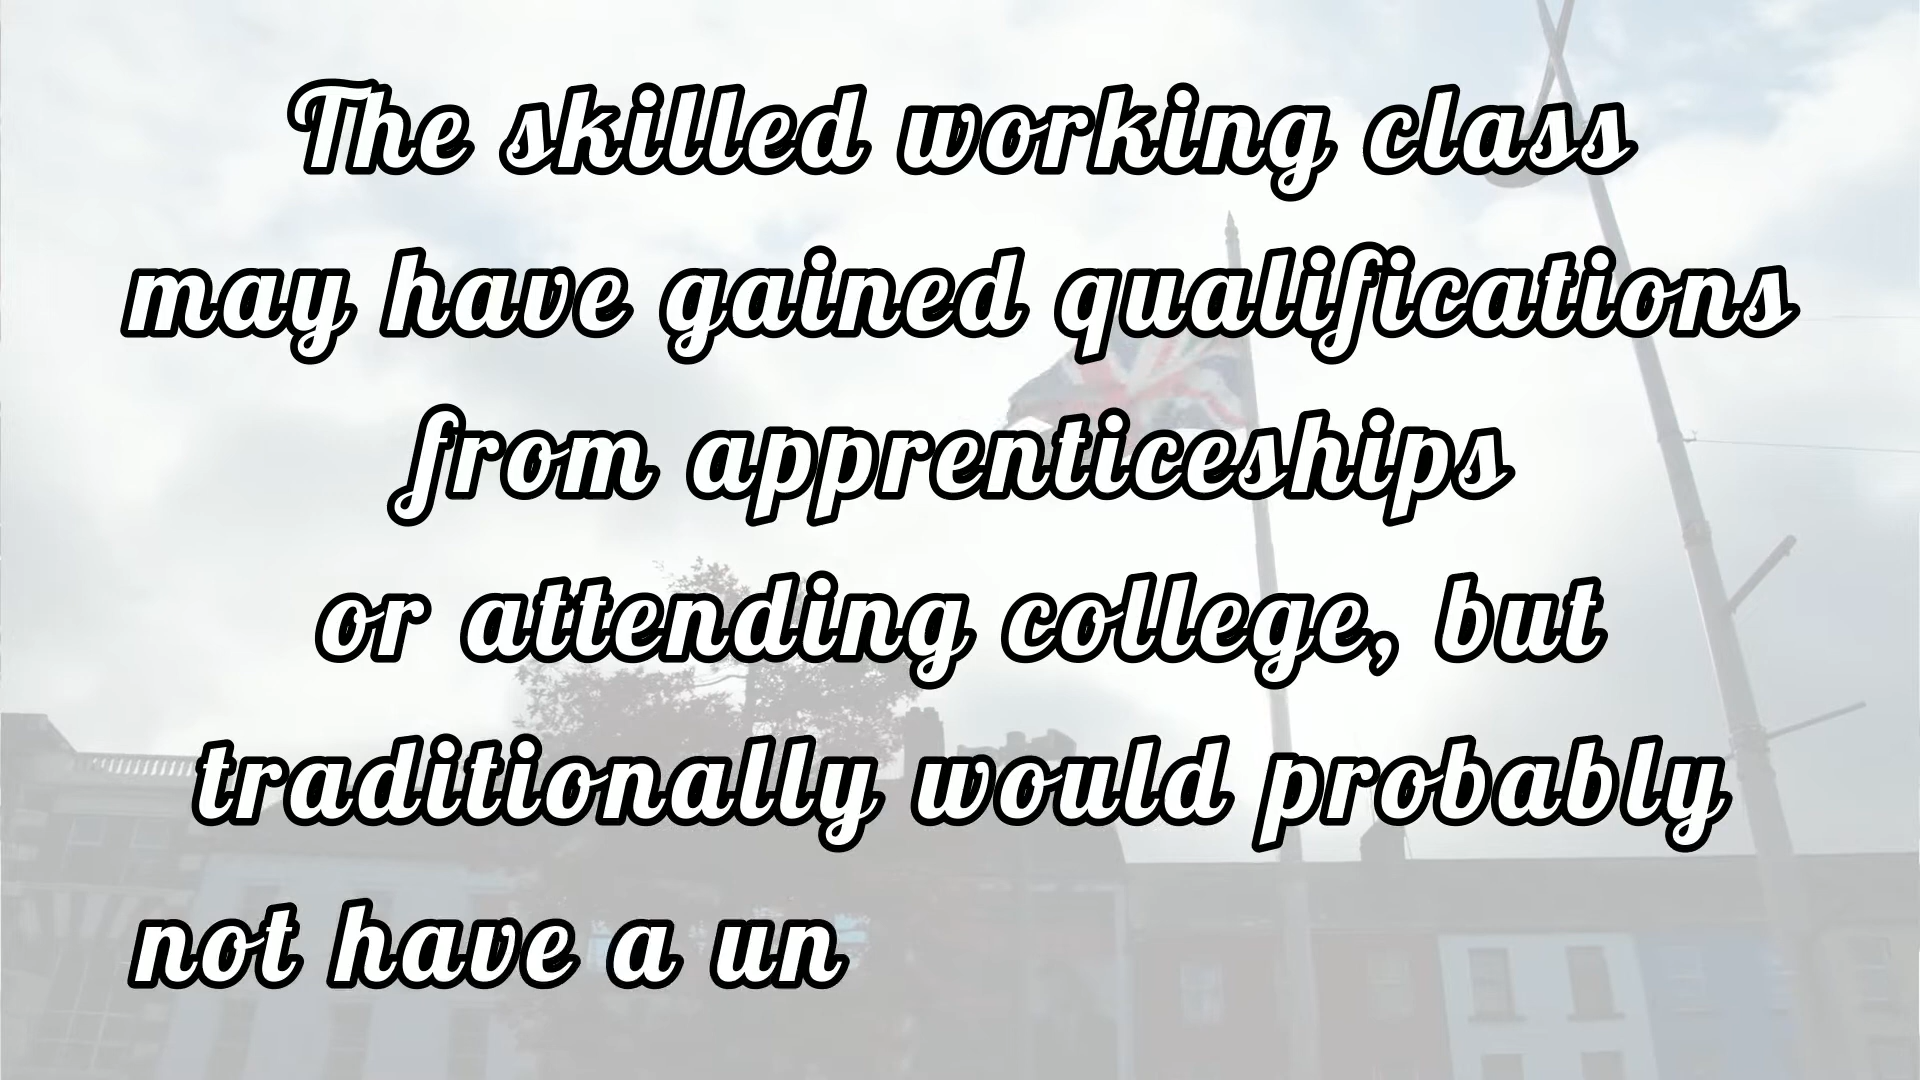 The skilled working class
may have gained qualifications
from apprenticeships
or attending college, but
traditionally would probably
not have a un